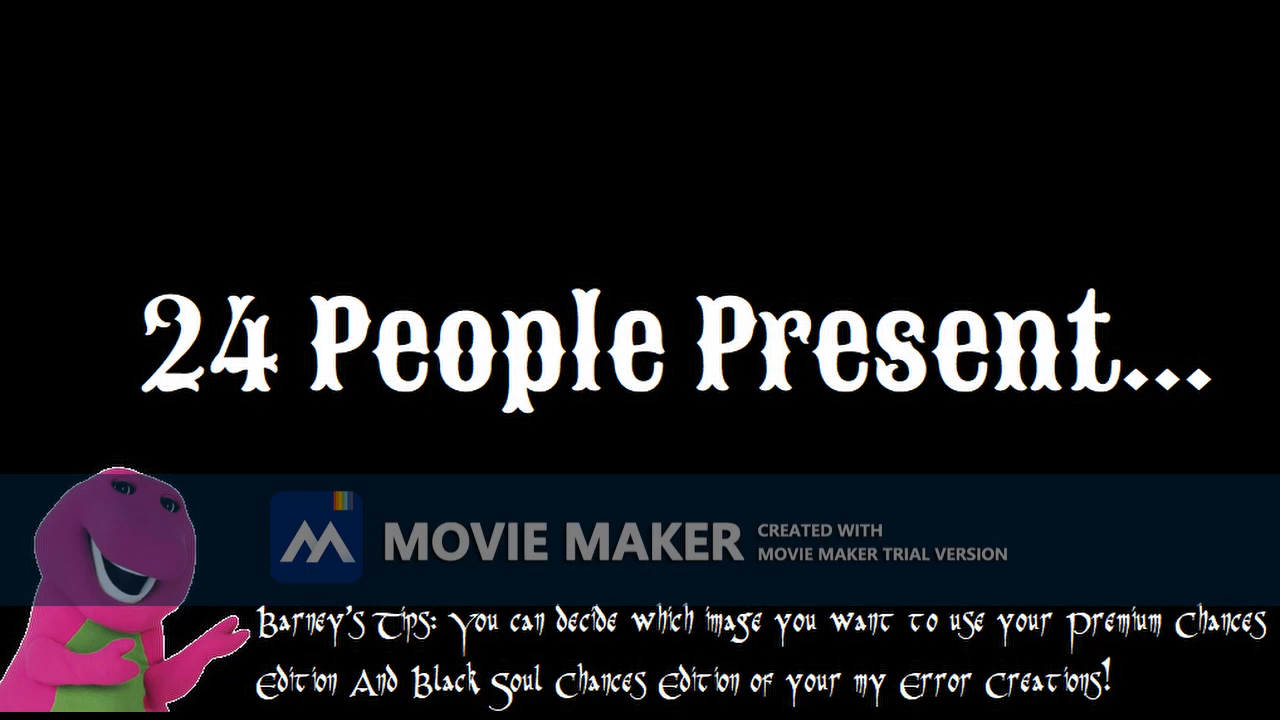 24 People Present...
MOVIE MAKER
CREATED WITH
MOVIE MAKER TRIAL VERSION
Barney's Tips: You can decide which image you want to use your Premium Chances
Edition And Black Soul Chances Edition of your my Error Creations!